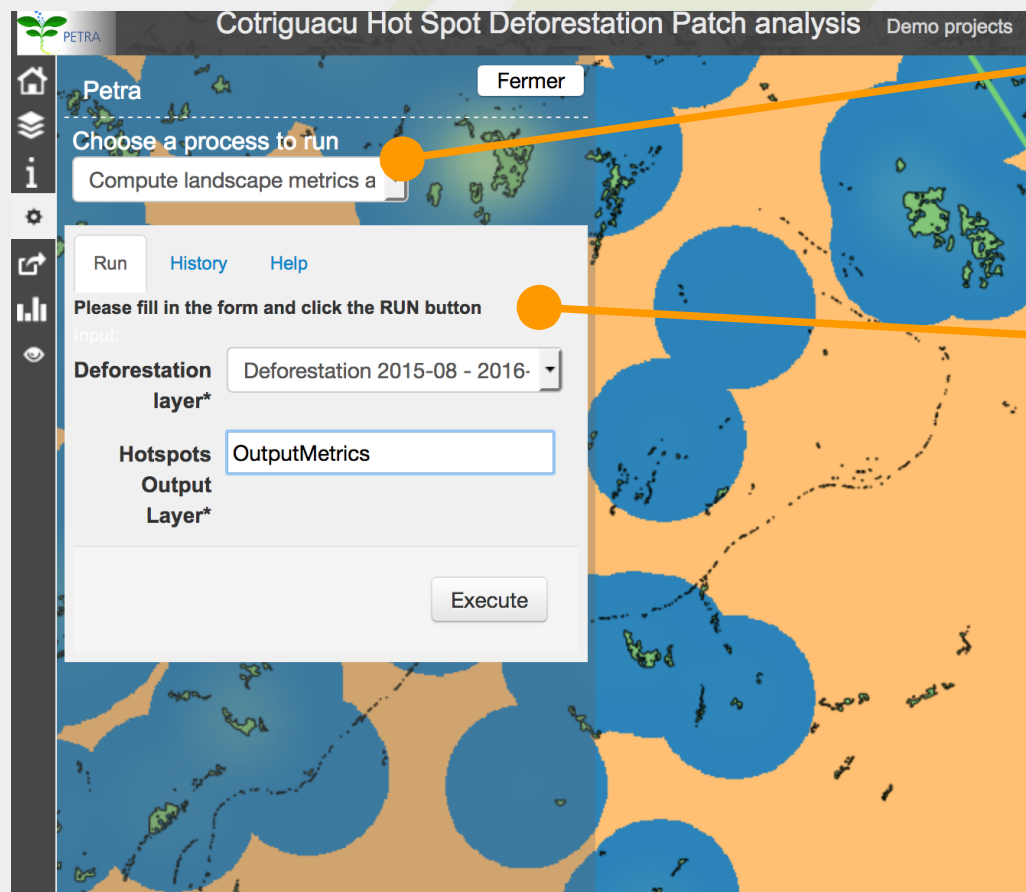 PETRA
Cotriguacu Hot Spot Deforestation Patch analysis Demo projects
Petra
Fermer
Choose a process to run
Compute landscape metrics a
Run History Help
Please fill in the form and click the RUN button
Input:
Deforestation
layer*
Deforestation 2015-08 - 2016-
Hotspots
Output
Layer*
OutputMetrics
Execute